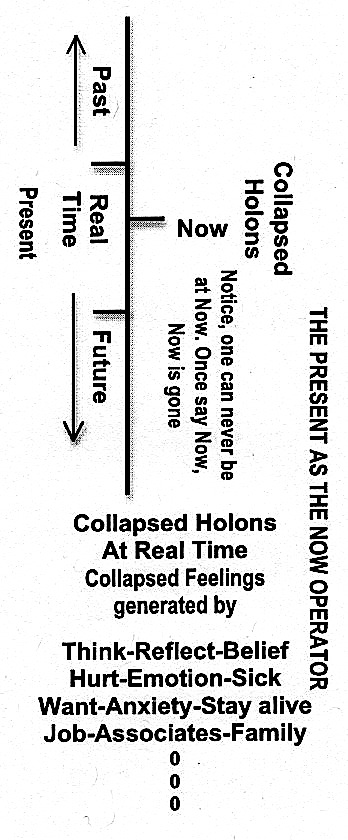 THE PRESENT AS THE NOW OPERATOR
Collapsed
Holons
Past
Real
Time
Present
Future
Now
Notice, one can never be
at Now. Once say Now,
Now is gone
Collapsed Holons
At Real Time
Collapsed Feelings
generated by
Think-Reflect-Belief
Hurt-Emotion-Sick
Want-Anxiety-Stay alive
Job-Associates-Family
0
0
0